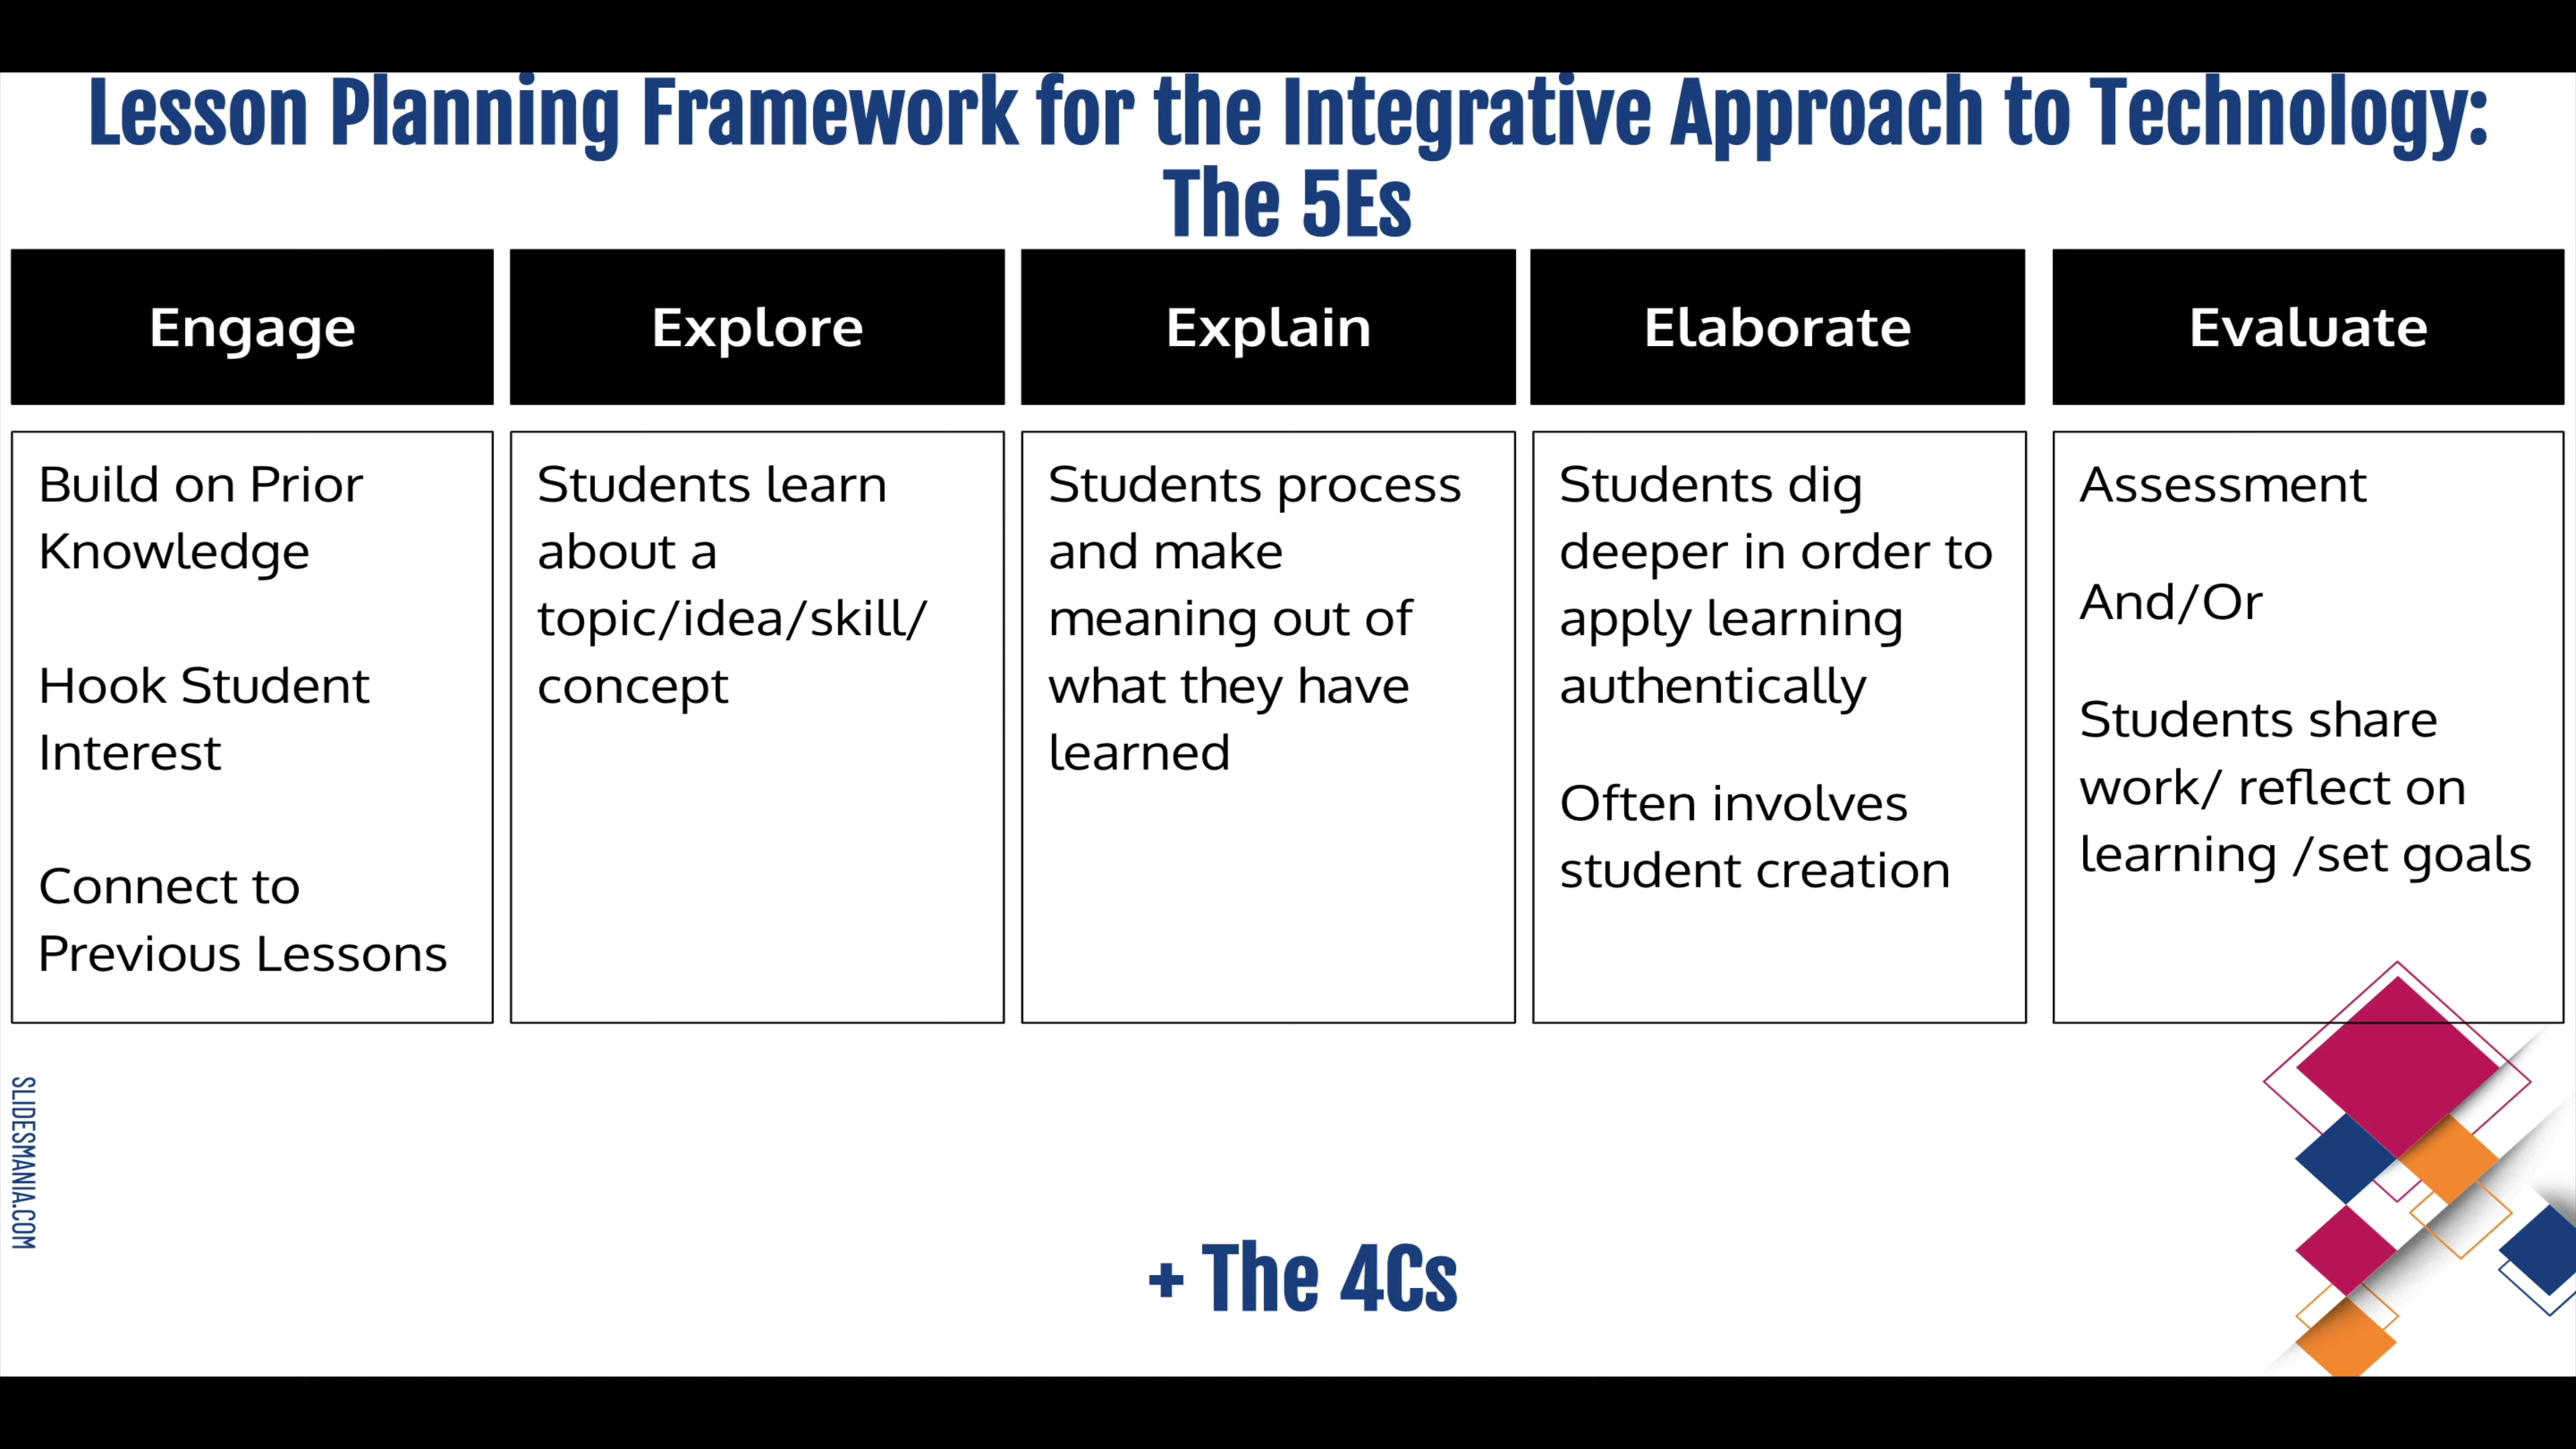 Lesson Planning Framework for the Integrative Approach to Technology:
The 5Es
Engage
Build on Prior
Knowledge
Hook Student
Interest
Connect to
Previous Lessons
Explore
Students learn
about a
topic/idea/skill/
concept
Explain
Students process
and make
meaning out of
what they have
learned
Elaborate
Students dig
deeper in order to
apply learning
authentically
Often involves
student creation
Evaluate
Assessment
And/Or
Students share
work/ reflect on
learning /set goals
SLIDESMANIA.COM
+ The 4Cs